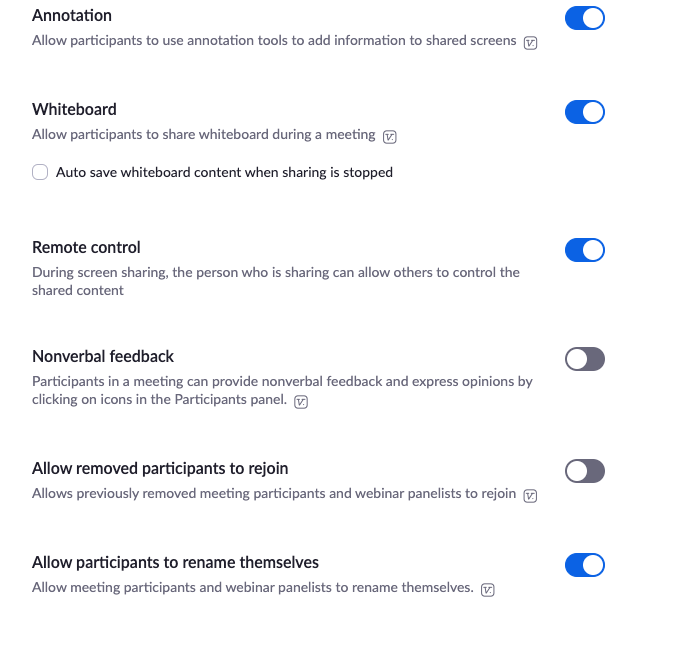 Annotation
Allow participants to use annotation tools to add information to shared screens
Whiteboard
Allow participants to share whiteboard during a meeting
Auto save whiteboard content when sharing is stopped
Remote control
During screen sharing, the person who is sharing can allow others to control the
shared content
Nonverbal feedback
Participants in a meeting can provide nonverbal feedback and express opinions by
clicking on icons in the Participants panel.
Allow removed participants to rejoin
Allows previously removed meeting participants and webinar panelists to rejoin
Allow participants to rename themselves
Allow meeting participants and webinar panelists to rename themselves.